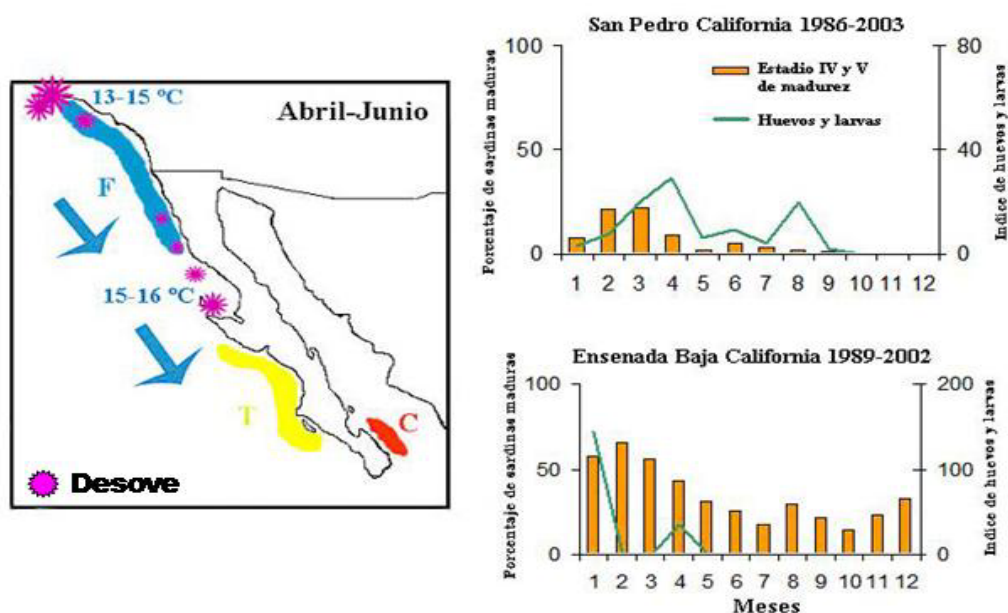 13-15 ºC
Abril-Junio
F
15-16 ºC
T
C
Desove
San Pedro California 1986-2003
Porcentaje de sardinas maduras
100
50
0
Estadio IV y V
de madurez
Huevos y larvas
80
40
0
Indice de huevos y larvas
1 2 3 4 5 6 7 8 9 10 11 12
Ensenada Baja California 1989-2002
Porcentaje de sardinas maduras
100
50
0
200
100
0
Indice de huevos y larvas
1 2 3 4 5 6 7 8 9 10 11 12
Meses